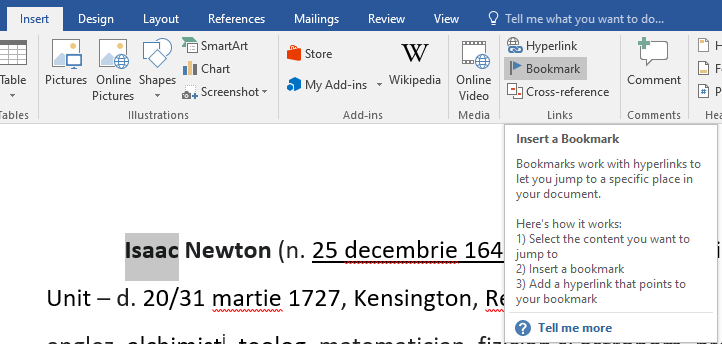 Insert Design Layout References Mailings Review View Tell me what you want to do...
Table
Tables
Pictures
Online Pictures
Shapes
SmartArt
Chart
Screenshot
Illustrations
Store
My Add-ins
W
Wikipedia
Add-ins
Online Video
Media
Hyperlink
Bookmark
Cross-reference
Links
Comment
Comments
H
F
#
Hea
Insert a Bookmark
Bookmarks work with hyperlinks to
let you jump to a specific place in
your document.
Here's how it works:
1) Select the content you want to
jump to
2) Insert a bookmark
3) Add a hyperlink that points to
your bookmark
? Tell me more
Isaac Newton (n. 25 decembrie 164
Unit – d. 20/31 martie 1727, Kensington, Re
englez alchimist teolog matematician